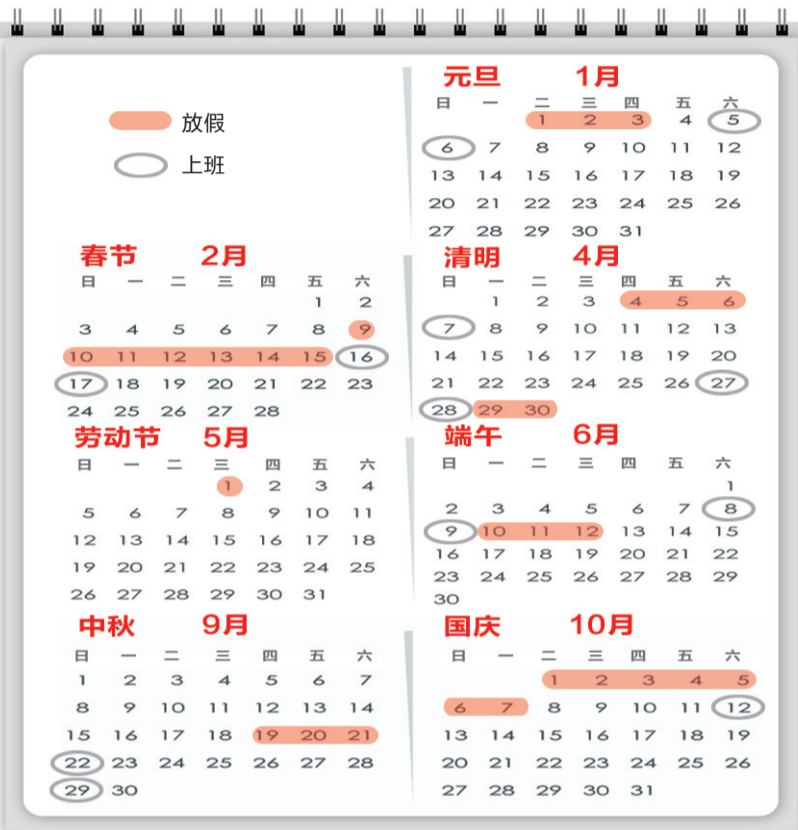 放假
上班
元旦 1月
日 一 二 三 四 五 六
1 2 3 4 5
6 7 8 9 10 11 12
13 14 15 16 17 18 19
20 21 22 23 24 25 26
27 28 29 30 31
春节 2月
日 一 二 三 四 五 六
1 2
3 4 5 6 7 8 9
10 11 12 13 14 15 16
17 18 19 20 21 22 23
24 25 26 27 28
清明 4月
日 一 二 三 四 五 六
1 2 3 4 5 6
7 8 9 10 11 12 13
14 15 16 17 18 19 20
21 22 23 24 25 26 27
28 29 30
劳动节 5月
日 一 二 三 四 五 六
1 2 3 4
5 6 7 8 9 10 11
12 13 14 15 16 17 18
19 20 21 22 23 24 25
26 27 28 29 30 31
端午 6月
日 一 二 三 四 五 六
1
2 3 4 5 6 7 8
9 10 11 12 13 14 15
16 17 18 19 20 21 22
23 24 25 26 27 28 29
30
中秋 9月
日 一 二 三 四 五 六
1 2 3 4 5 6 7
8 9 10 11 12 13 14
15 16 17 18 19 20 21
22 23 24 25 26 27 28
29 30
国庆 10月
日 一 二 三 四 五 六
1 2 3 4 5
6 7 8 9 10 11 12
13 14 15 16 17 18 19
20 21 22 23 24 25 26
27 28 29 30 31